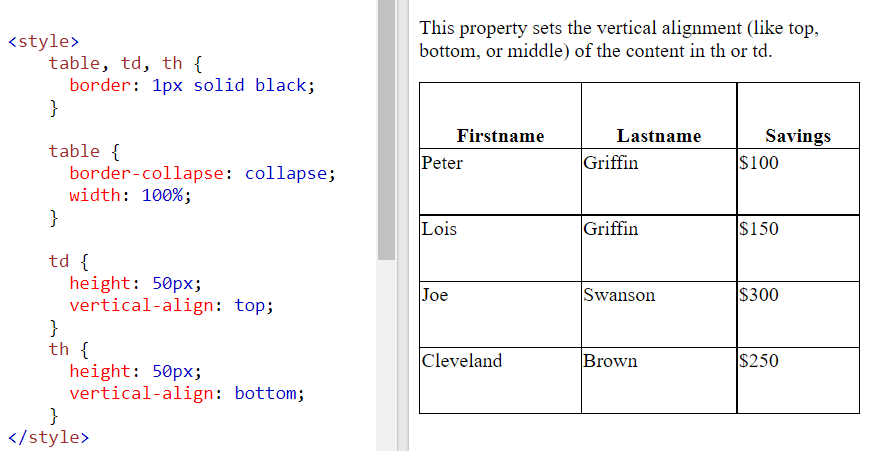 <style>
table, td, th {
border: 1px solid black;
}
table {
border-collapse: collapse;
width: 100%;
}
td {
height: 50px;
vertical-align: top;
}
th {
height: 50px;
vertical-align: bottom;
}
</style>
This property sets the vertical alignment (like top,
bottom, or middle) of the content in th or td.
Firstname Lastname Savings
Peter Griffin $100
Lois Griffin $150
Joe Swanson $300
Cleveland Brown $250